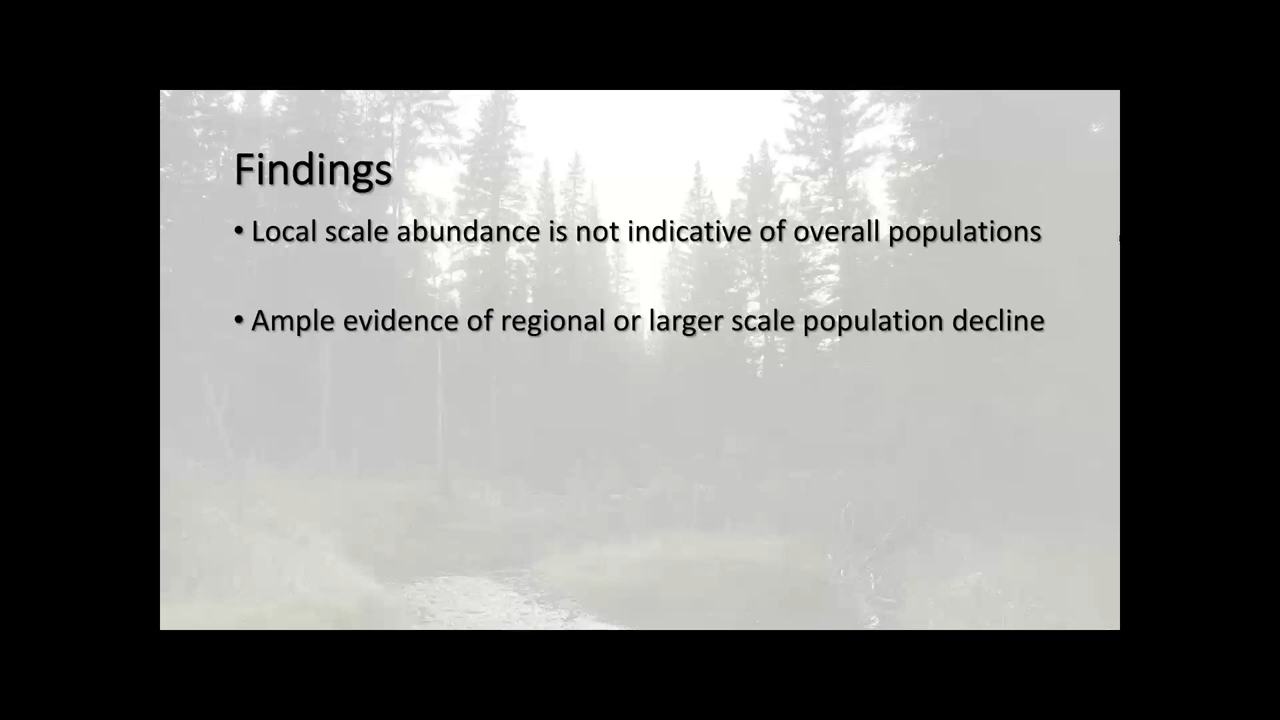 Findings
• Local scale abundance is not indicative of overall populations
• Ample evidence of regional or larger scale population decline